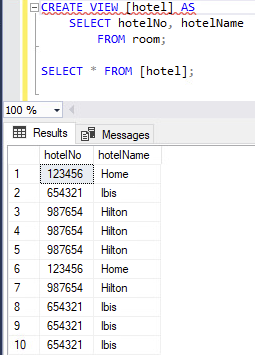 CREATE VIEW [hotel] AS
SELECT hotelNo, hotelName
FROM room;
SELECT * FROM [hotel];
100 %
Results Messages
hotelNo hotelName
1 123456 Home
2 654321 Ibis
3 987654 Hilton
4 987654 Hilton
5 987654 Hilton
6 123456 Home
7 987654 Hilton
8 654321 Ibis
9 654321 Ibis
10 654321 Ibis